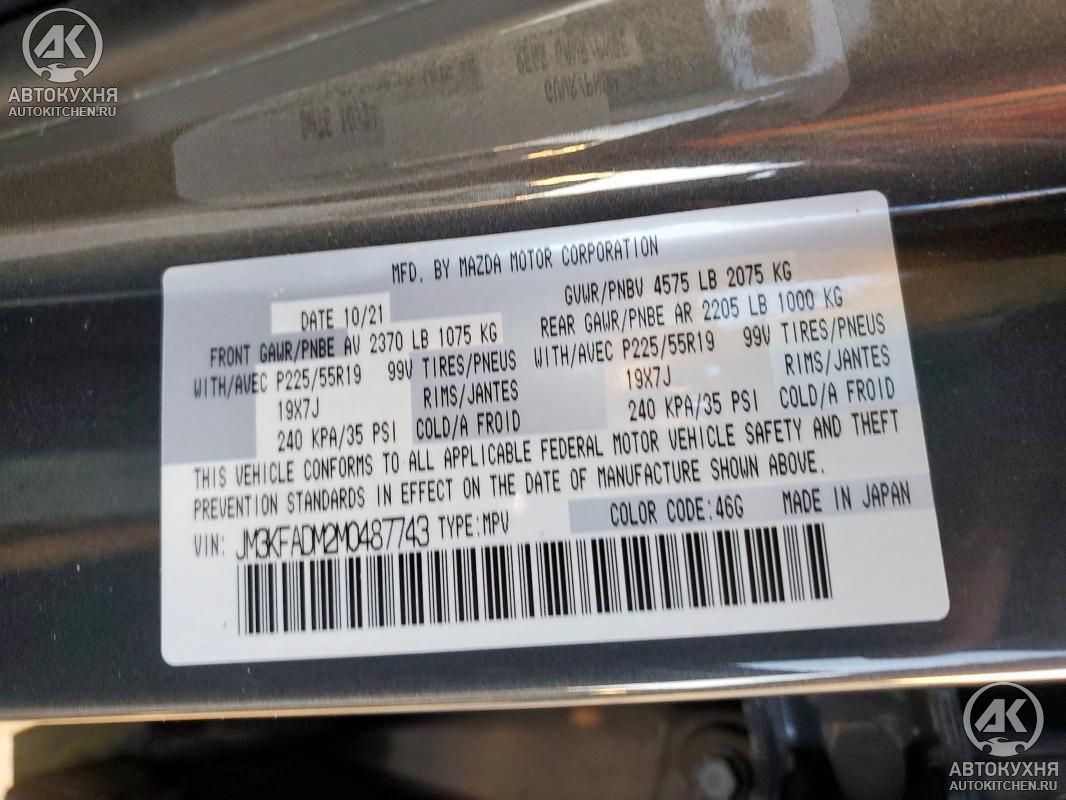 АК
АВТОКУХНЯ
AUTOKITCHEN.RU
MFD. BY MAZDA MOTOR CORPORATION
DATE 10/21 GVWR/PNBV 4575 LB 2075 KG
FRONT GAWR/PNBE AV 2370 LB 1075 KG REAR GAWR/PNBE AR 2205 LB 1000 KG
WITH/AVEC P225/55R19 99V TIRES/PNEUS WITH/AVEC P225/55R19 99V TIRES/PNEUS
19X7J RIMS/JANTES 19X7J RIMS/JANTES
240 KPA/35 PSI COLD/A FROID 240 KPA/35 PSI COLD/A FROID
THIS VEHICLE CONFORMS TO ALL APPLICABLE FEDERAL MOTOR VEHICLE SAFETY AND THEFT
PREVENTION STANDARDS IN EFFECT ON THE DATE OF MANUFACTURE SHOWN ABOVE.
VIN: JM3KFADM2M0487743 TYPE:MPV COLOR CODE:46G MADE IN JAPAN
АК
АВТОКУХНЯ
AUTOKITCHEN.RU